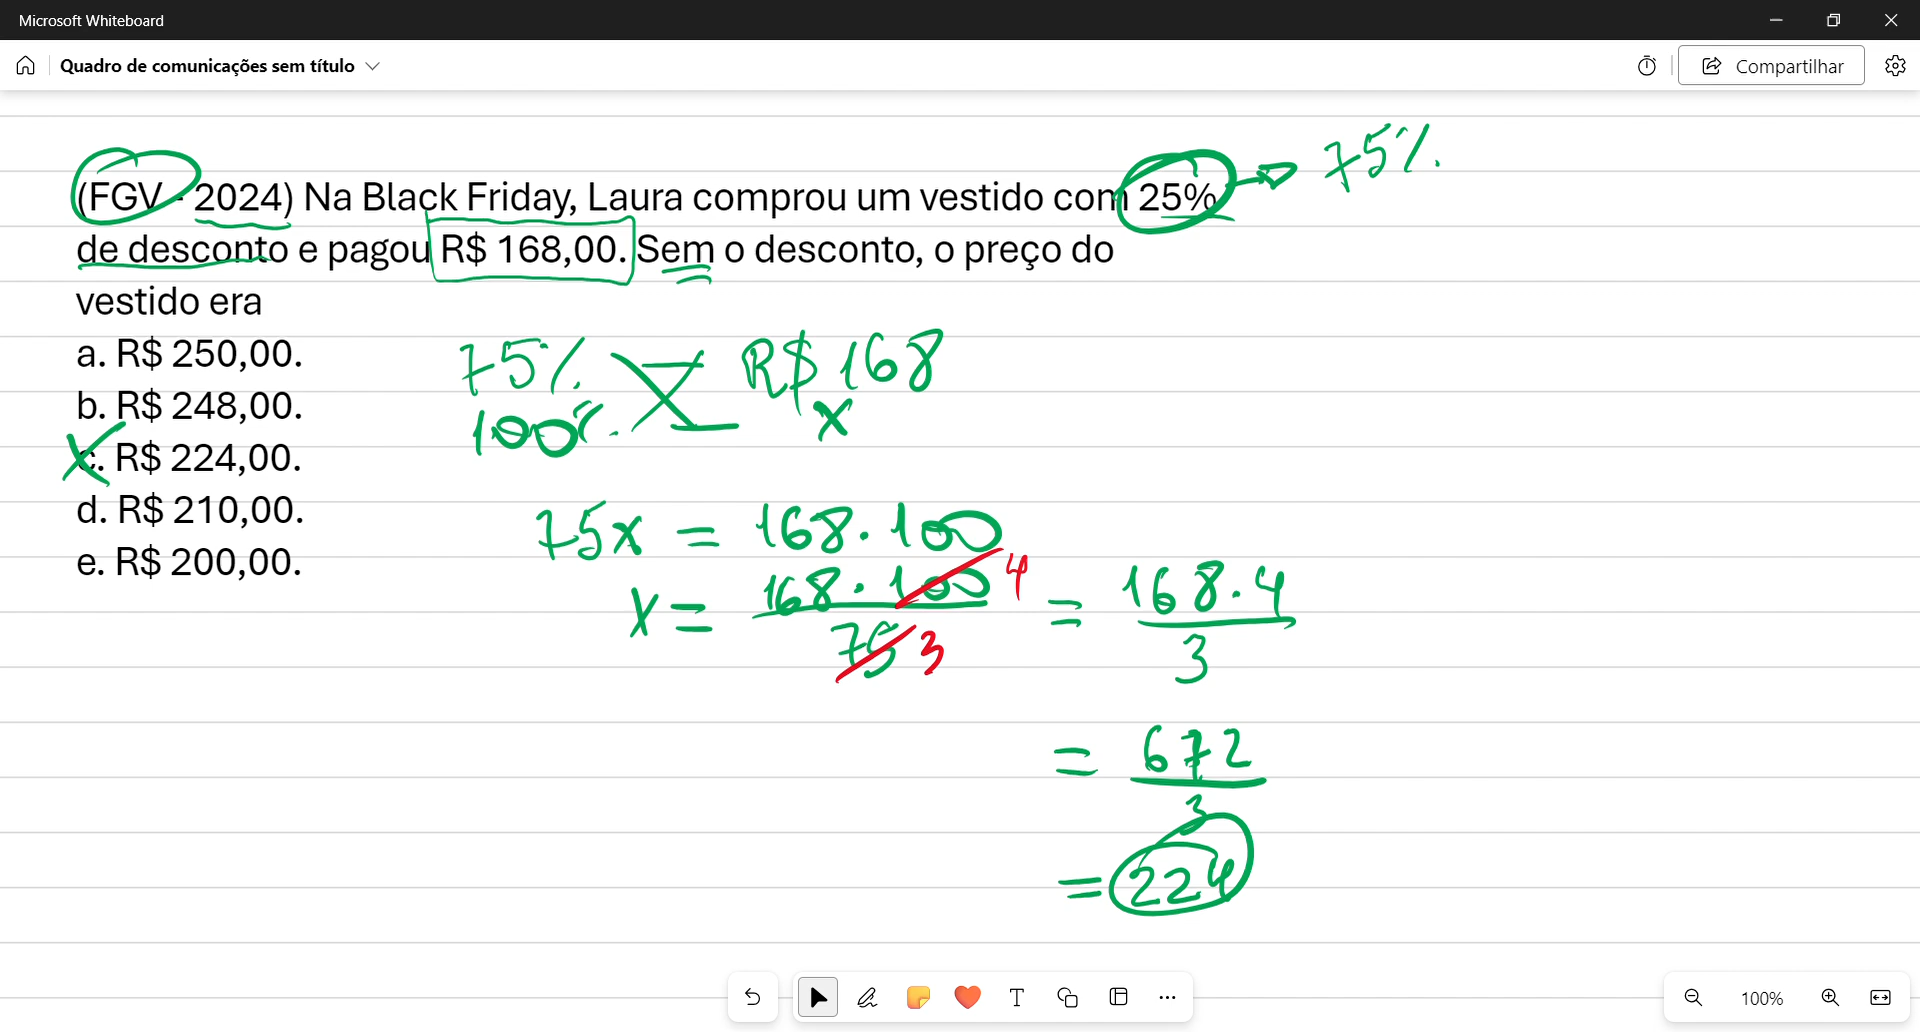 Microsoft Whiteboard
Quadro de comunicações sem título
Compartilhar
(FGV - 2024) Na Black Friday, Laura comprou um vestido com 25% → 75%
de desconto e pagou R$ 168,00. Sem o desconto, o preço do
vestido era
a. R$ 250,00.
b. R$ 248,00.
c. R$ 224,00.
d. R$ 210,00.
e. R$ 200,00.
75% R$ 168
100% x
75x = 168.100
x = 168.100 4 = 168.4
75 3 3
= 672
3
= 224
100%